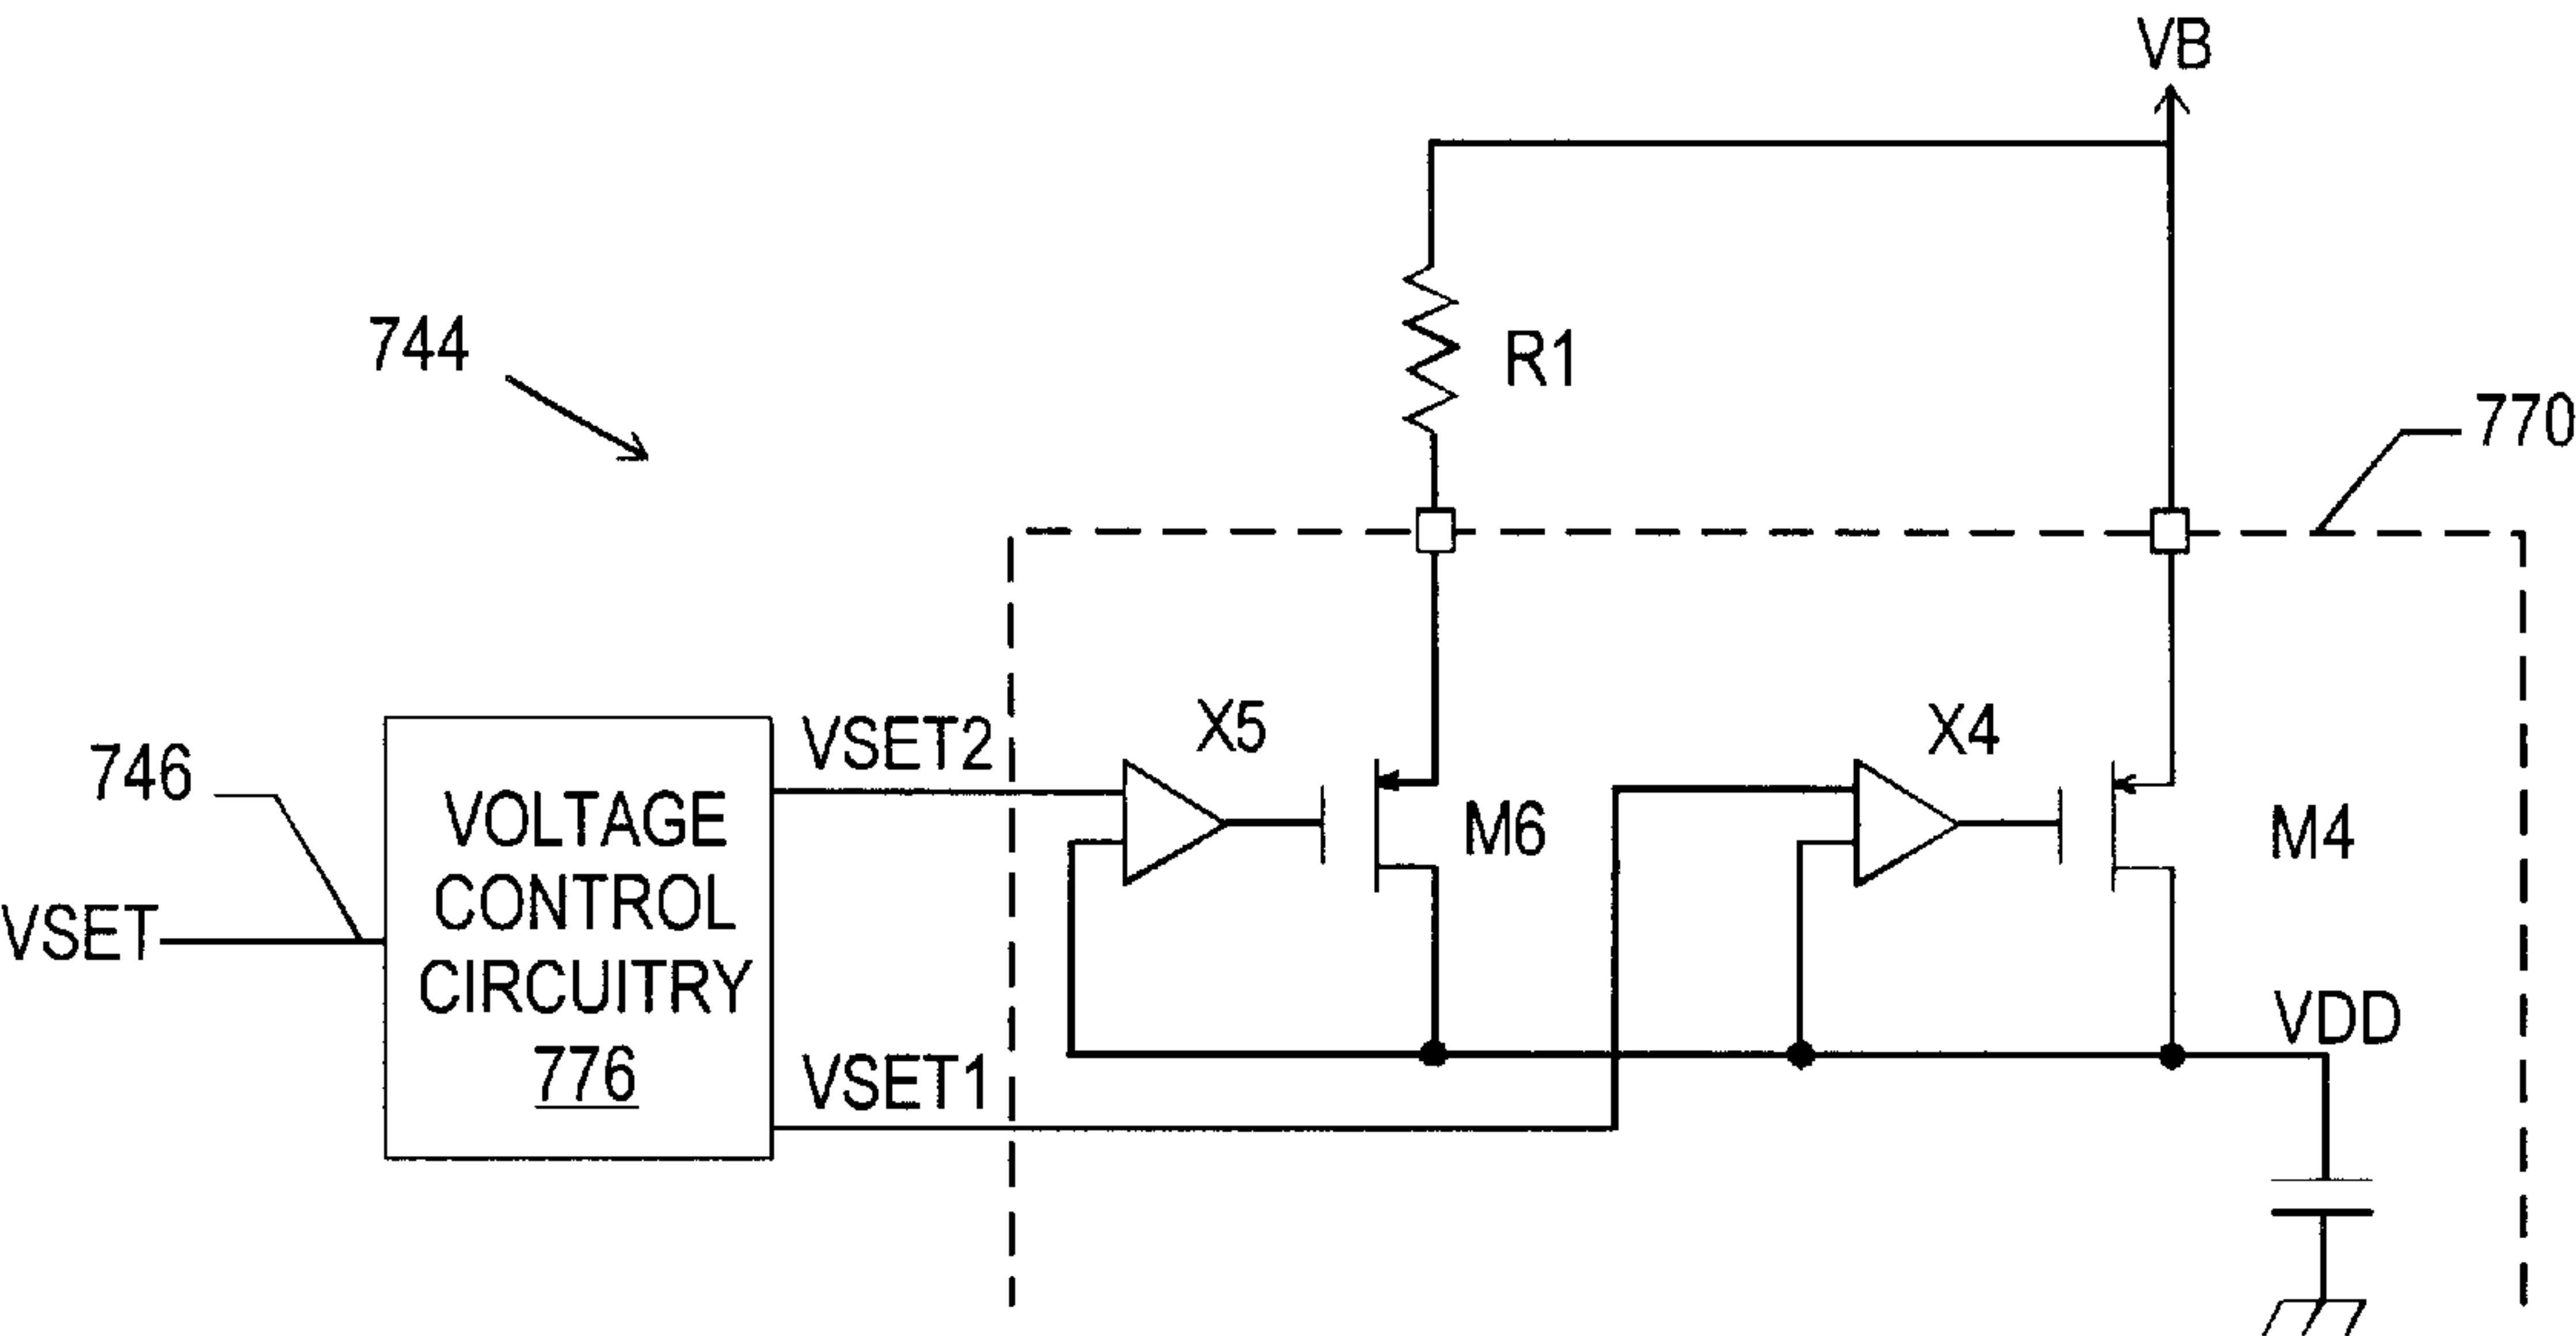 VB
744
R1
770
X5
X4
VSET2
746
VOLTAGE
CONTROL
CIRCUITRY
776
M6
M4
VSET
VDD
VSET1